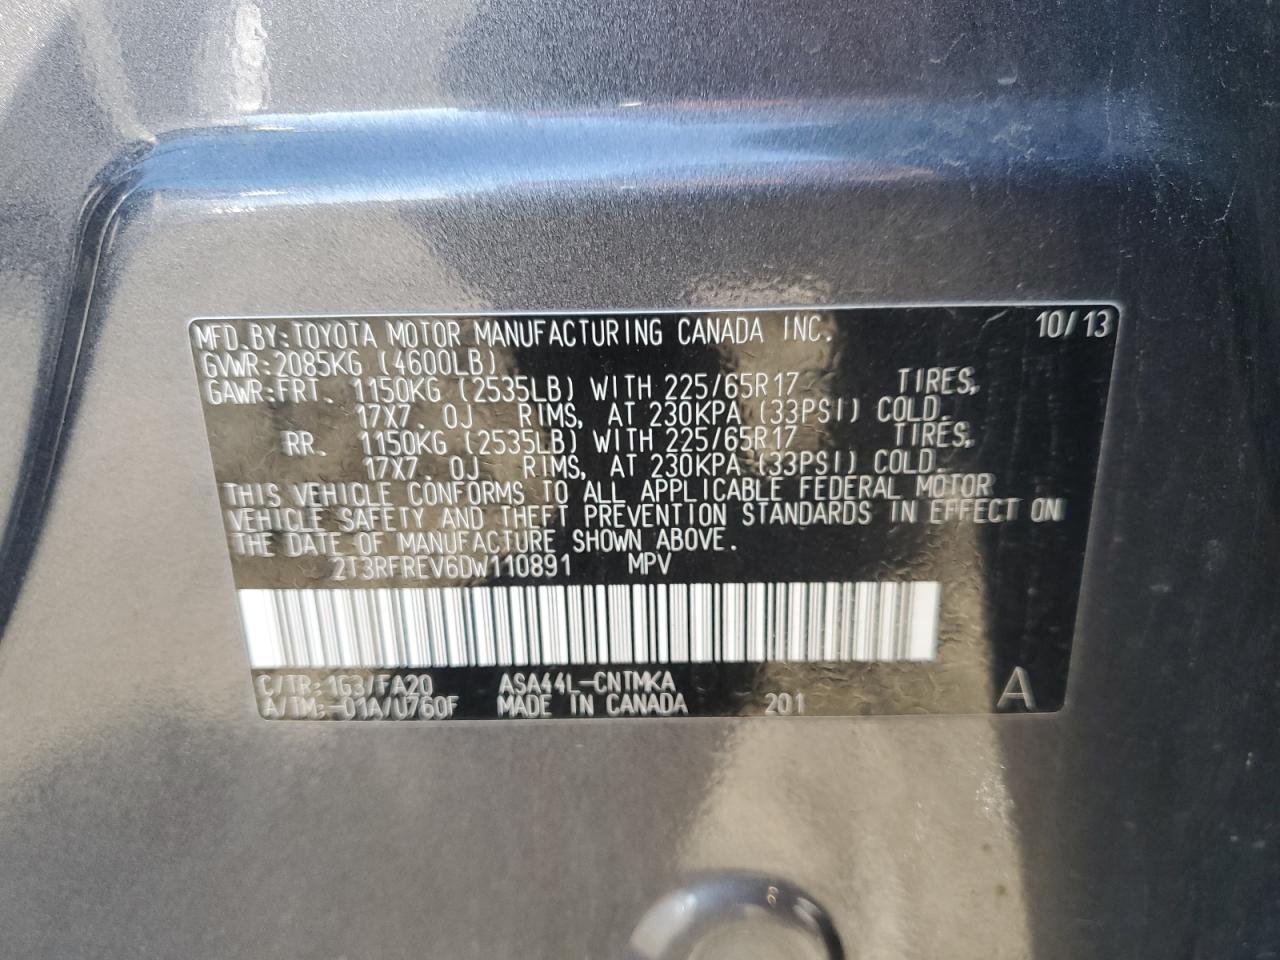 MFD.BY:TOYOTA MOTOR MANUFACTURING CANADA INC. 10/13
GVWR:2085KG (4600LB)
GAWR:FRT. 1150KG (2535LB) WITH 225/65R17 TIRES,
17X7.0J RIMS, AT 230KPA (33PSI) COLD.
RR. 1150KG (2535LB) WITH 225/65R17 TIRES,
17X7.0J RIMS, AT 230KPA (33PSI) COLD.
THIS VEHICLE CONFORMS TO ALL APPLICABLE FEDERAL MOTOR
VEHICLE SAFETY AND THEFT PREVENTION STANDARDS IN EFFECT ON
THE DATE OF MANUFACTURE SHOWN ABOVE.
2T3RFREV6DW110891 MPV
C/TR:1G3/FA20 ASA44L-CNTMKA
A/TM:-01A/U760F MADE IN CANADA 201 A